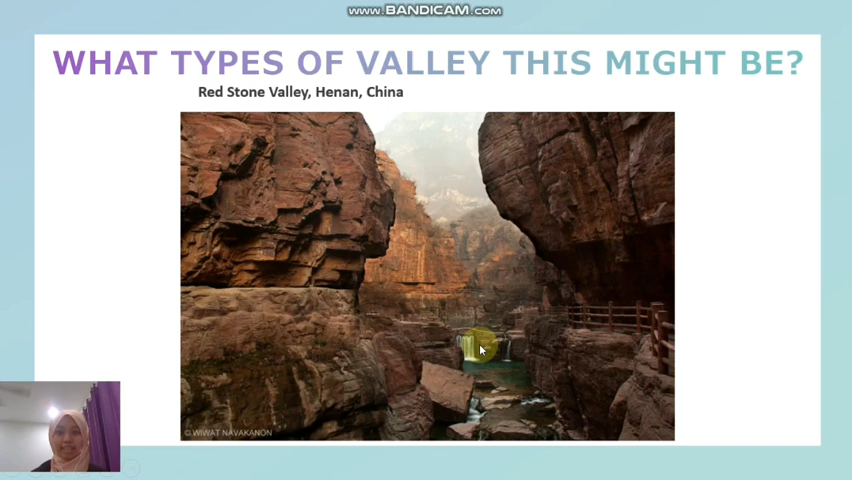 WWW.BANDICAM.COM
WHAT TYPES OF VALLEY THIS MIGHT BE?
Red Stone Valley, Henan, China
© WIWAT NAVAKANON